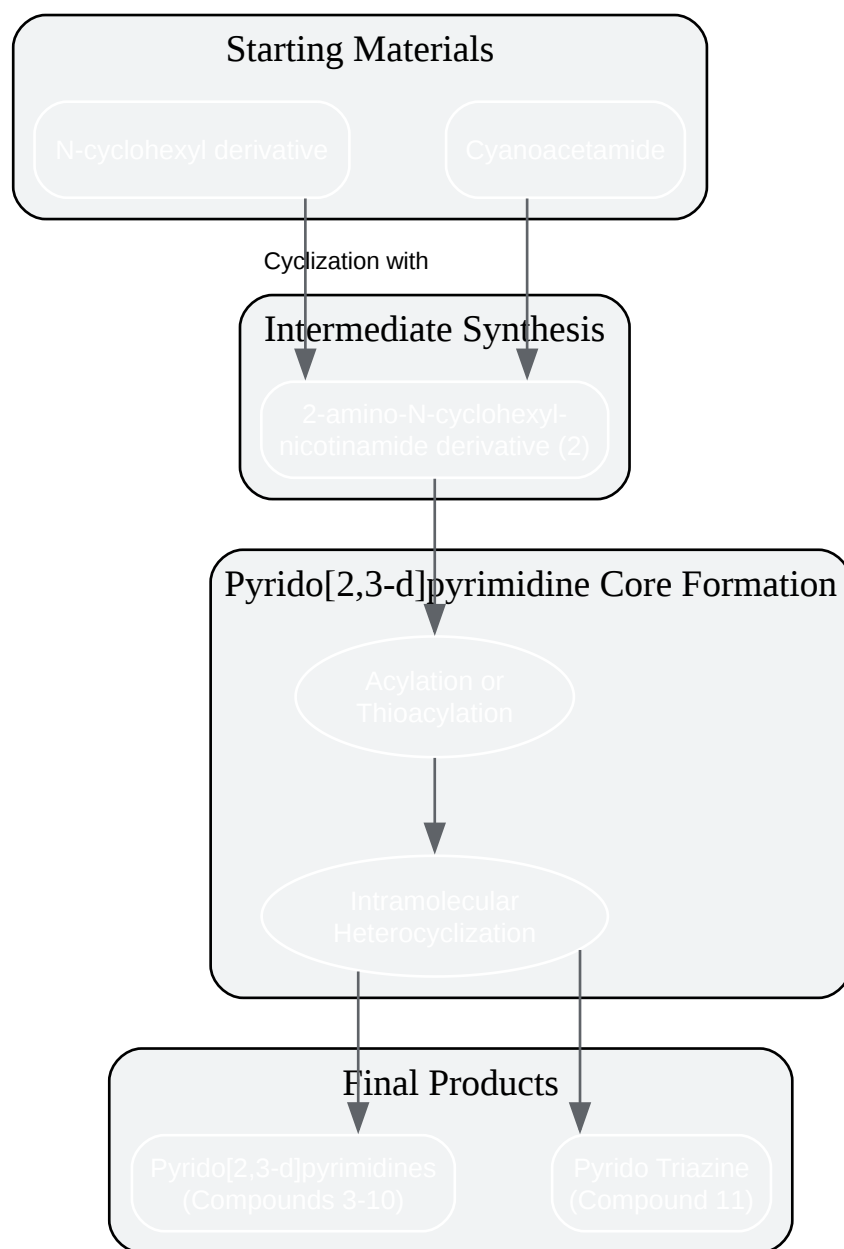 Starting Materials
N-cyclohexyl derivative
Cyanoacetamide
Cyclization with
Intermediate Synthesis
2-amino-N-cyclohexyl-
nicotinamide derivative (2)
Pyrido[2,3-d]pyrimidine Core Formation
Acylation or
Thioacylation
Intramolecular
Heterocyclization
Final Products
Pyrido[2,3-d]pyrimidines
(Compounds 3-10)
Pyrido Triazine
(Compound 11)